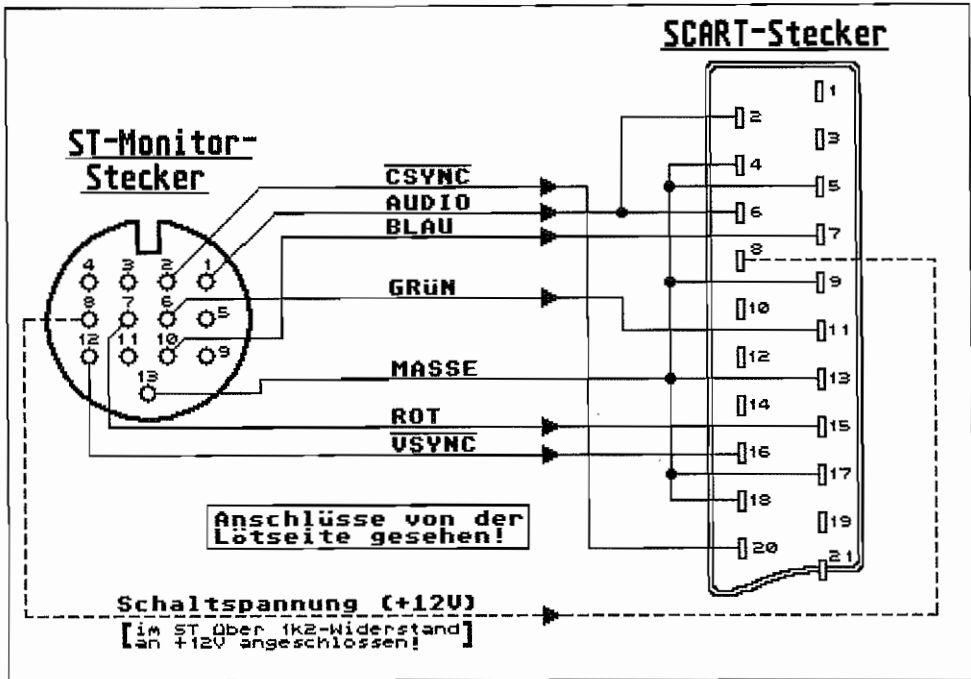 SCART-Stecker
ST-Monitor-
Stecker
CSYNC
AUDIO
BLAU
GRÜN
MASSE
ROT
VSYNC
4 3 2 1
8 7 6 5
12 11 10 9
13
1
2
3
4
5
6
7
8
9
10
11
12
13
14
15
16
17
18
19
20
21
Anschlüsse von der
Lötseite gesehen!
Schaltspannung (+12V)
[im ST über 1k2-Widerstand]
[an +12V angeschlossen!]